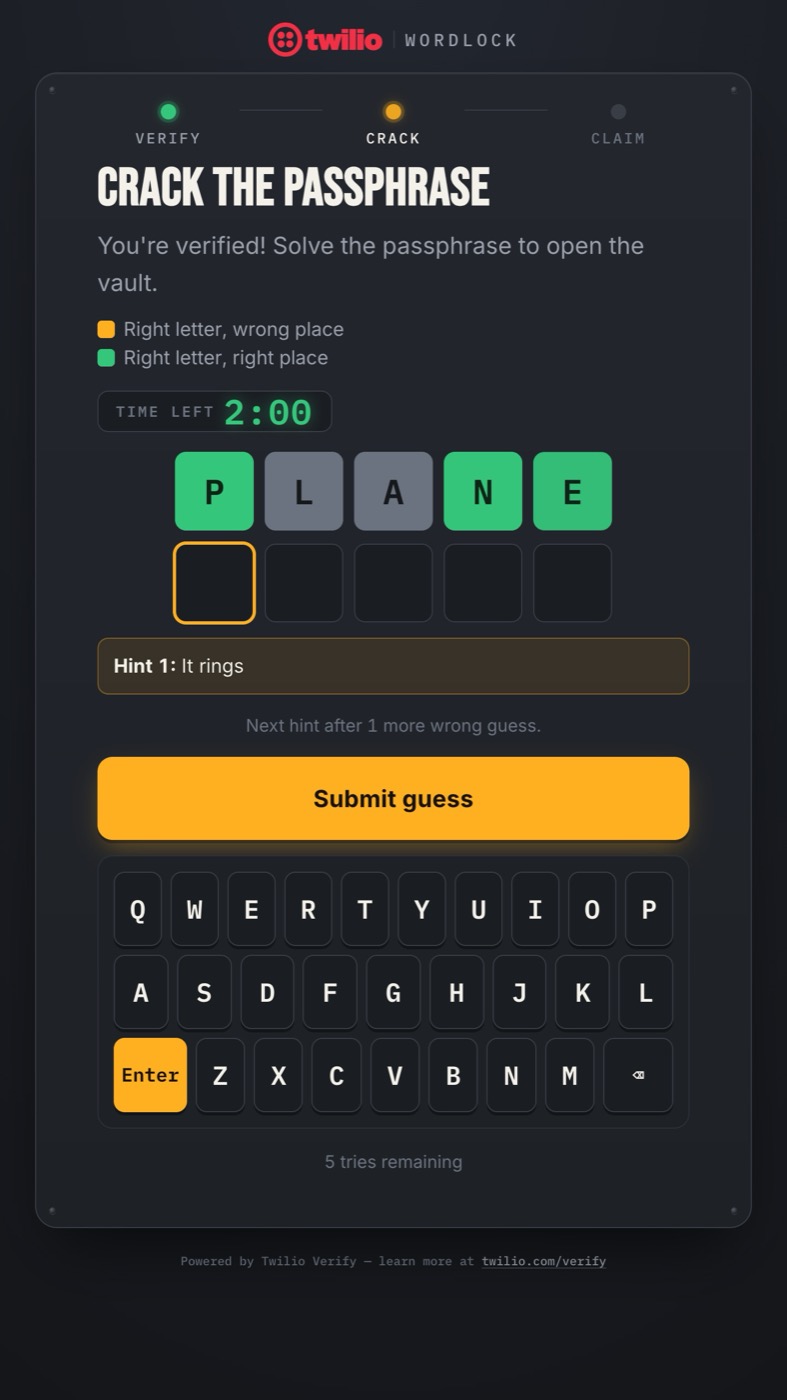 twilio WORDLOCK
VERIFY CRACK CLAIM
CRACK THE PASSPHRASE
You're verified! Solve the passphrase to open the
vault.
Right letter, wrong place
Right letter, right place
TIME LEFT 2:00
P L A N E
Hint 1: It rings
Next hint after 1 more wrong guess.
Submit guess
Q W E R T Y U I O P
A S D F G H J K L
Enter Z X C V B N M ⌫
5 tries remaining
Powered by Twilio Verify — learn more at twilio.com/verify